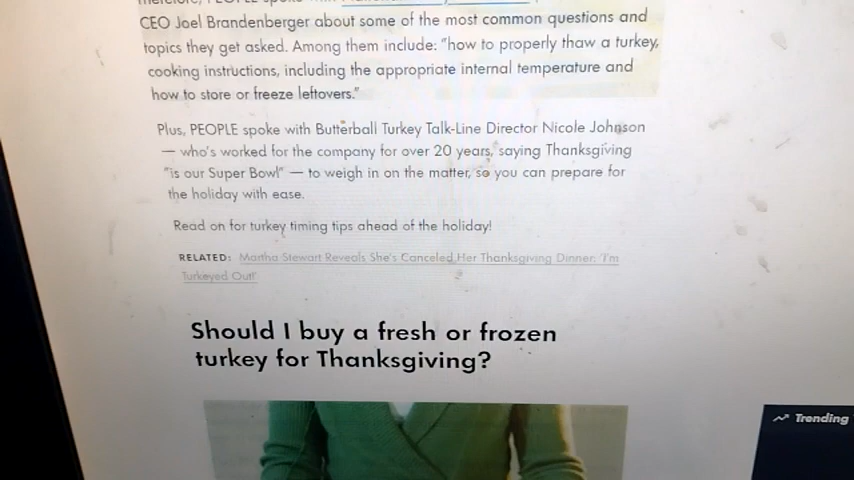 CEO Joel Brandenberger about some of the most common questions and
topics they get asked. Among them include: "how to properly thaw a turkey,
cooking instructions, including the appropriate internal temperature and
how to store or freeze leftovers."
Plus, PEOPLE spoke with Butterball Turkey Talk-Line Director Nicole Johnson
— who's worked for the company for over 20 years, saying Thanksgiving
"is our Super Bowl" — to weigh in on the matter, so you can prepare for
the holiday with ease.
Read on for turkey timing tips ahead of the holiday!
RELATED: Martha Stewart Reveals She's Canceled Her Thanksgiving Dinner: 'I'm
Turkeyed Out!'
Should I buy a fresh or frozen
turkey for Thanksgiving?
Trending